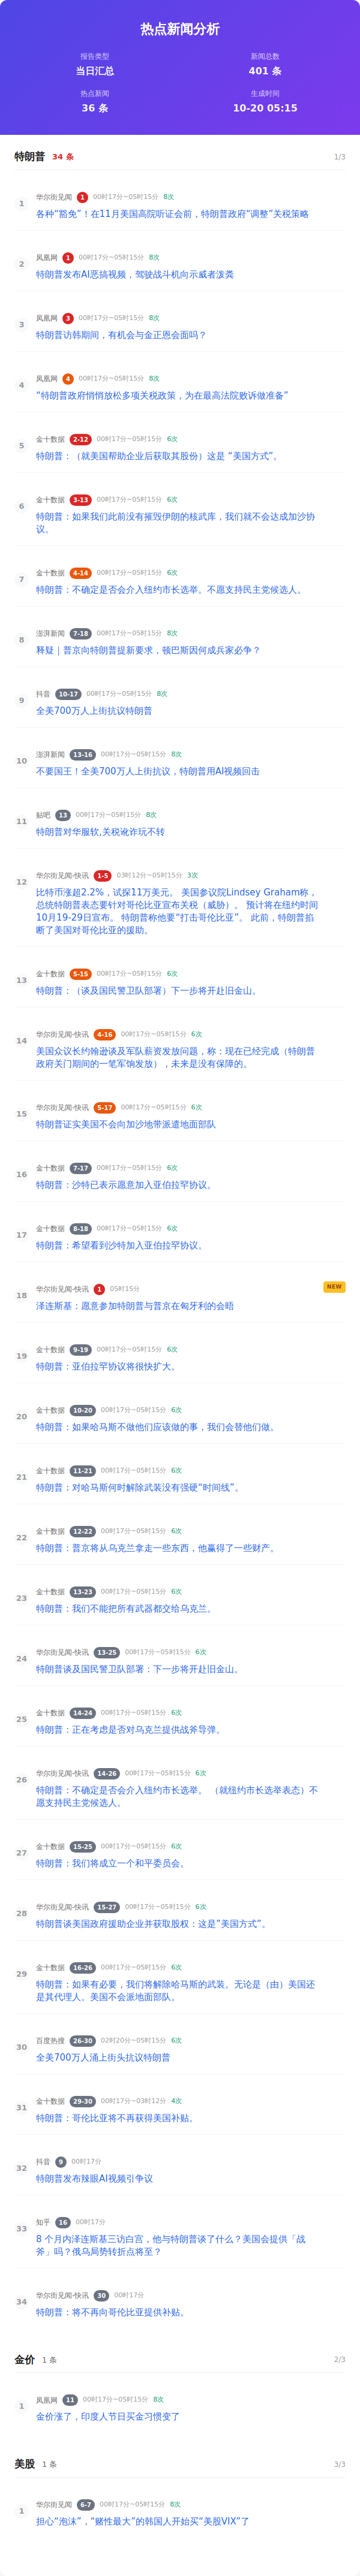 热点新闻分析
报告类型
当日汇总
新闻总数
401 条
热点新闻
36 条
生成时间
10-20 05:15
特朗普 34 条 1/3
1
华尔街见闻 1 00时17分~05时15分 8次
各种“豁免”！在11月美国高院听证会前，特朗普政府“调整”关税策略
2
凤凰网 1 00时17分~05时15分 8次
特朗普发布AI恶搞视频，驾驶战斗机向示威者泼粪
3
凤凰网 3 00时17分~05时15分 8次
特朗普访韩期间，有机会与金正恩会面吗？
4
凤凰网 4 00时17分~05时15分 8次
“特朗普政府悄悄放松多项关税政策，为在最高法院败诉做准备”
5
金十数据 2-12 00时17分~05时15分 6次
特朗普：（就美国帮助企业后获取其股份）这是 “美国方式”。
6
金十数据 3-13 00时17分~05时15分 6次
特朗普：如果我们此前没有摧毁伊朗的核武库，我们就不会达成加沙协
议。
7
金十数据 4-14 00时17分~05时15分 6次
特朗普：不确定是否会介入纽约市长选举。不愿支持民主党候选人。
8
澎湃新闻 7-18 00时17分~05时15分 8次
释疑｜普京向特朗普提新要求，顿巴斯因何成兵家必争？
9
抖音 10-17 00时17分~05时15分 8次
全美700万人上街抗议特朗普
10
澎湃新闻 13-16 00时17分~05时15分 8次
不要国王！全美700万人上街抗议，特朗普用AI视频回击
11
贴吧 13 00时17分~05时15分 8次
特朗普对华服软,关税讹诈玩不转
12
华尔街见闻-快讯 1-5 03时12分~05时15分 3次
比特币涨超2.2%，试探11万美元。 美国参议院Lindsey Graham称，
总统特朗普表态要针对哥伦比亚宣布关税（威胁）。 预计将在纽约时间
10月19-29日宣布。 特朗普称他要“打击哥伦比亚”。 此前，特朗普掐
断了美国对哥伦比亚的援助。
13
金十数据 5-15 00时17分~05时15分 6次
特朗普：（谈及国民警卫队部署）下一步将开赴旧金山。
14
华尔街见闻-快讯 4-16 00时17分~05时15分 6次
美国众议长约翰逊谈及军队薪资发放问题，称：现在已经完成（特朗普
政府关门期间的一笔军饷发放），未来是没有保障的。
15
华尔街见闻-快讯 5-17 00时17分~05时15分 6次
特朗普证实美国不会向加沙地带派遣地面部队
16
金十数据 7-17 00时17分~05时15分 6次
特朗普：沙特已表示愿意加入亚伯拉罕协议。
17
金十数据 8-18 00时17分~05时15分 6次
特朗普：希望看到沙特加入亚伯拉罕协议。
18
华尔街见闻-快讯 1 05时15分 NEW
泽连斯基：愿意参加特朗普与普京在匈牙利的会晤
19
金十数据 9-19 00时17分~05时15分 6次
特朗普：亚伯拉罕协议将很快扩大。
20
金十数据 10-20 00时17分~05时15分 6次
特朗普：如果哈马斯不做他们应该做的事，我们会替他们做。
21
金十数据 11-21 00时17分~05时15分 6次
特朗普：对哈马斯何时解除武装没有强硬“时间线”。
22
金十数据 12-22 00时17分~05时15分 6次
特朗普：普京将从乌克兰拿走一些东西，他赢得了一些财产。
23
金十数据 13-23 00时17分~05时15分 6次
特朗普：我们不能把所有武器都交给乌克兰。
24
华尔街见闻-快讯 13-25 00时17分~05时15分 6次
特朗普谈及国民警卫队部署：下一步将开赴旧金山。
25
金十数据 14-24 00时17分~05时15分 6次
特朗普：正在考虑是否对乌克兰提供战斧导弹。
26
华尔街见闻-快讯 14-26 00时17分~05时15分 6次
特朗普：不确定是否会介入纽约市长选举。 （就纽约市长选举表态）不
愿支持民主党候选人。
27
金十数据 15-25 00时17分~05时15分 6次
特朗普：我们将成立一个和平委员会。
28
华尔街见闻-快讯 15-27 00时17分~05时15分 6次
特朗普谈美国政府援助企业并获取股权：这是“美国方式”。
29
金十数据 16-26 00时17分~05时15分 6次
特朗普：如果有必要，我们将解除哈马斯的武装。无论是（由）美国还
是其代理人。美国不会派地面部队。
30
百度热搜 26-30 02时20分~05时15分 6次
全美700万人涌上街头抗议特朗普
31
金十数据 29-30 00时17分~03时12分 4次
特朗普：哥伦比亚将不再获得美国补贴。
32
抖音 9 00时17分
特朗普发布辣眼AI视频引争议
33
知乎 16 00时17分
8 个月内泽连斯基三访白宫，他与特朗普谈了什么？美国会提供「战
斧」吗？俄乌局势转折点将至？
34
华尔街见闻-快讯 30 00时17分
特朗普：将不再向哥伦比亚提供补贴。
金价 1 条 2/3
1
凤凰网 11 00时17分~05时15分 8次
金价涨了，印度人节日买金习惯变了
美股 1 条 3/3
1
华尔街见闻 6-7 00时17分~05时15分 8次
担心“泡沫”，“赌性最大”的韩国人开始买“美股VIX”了